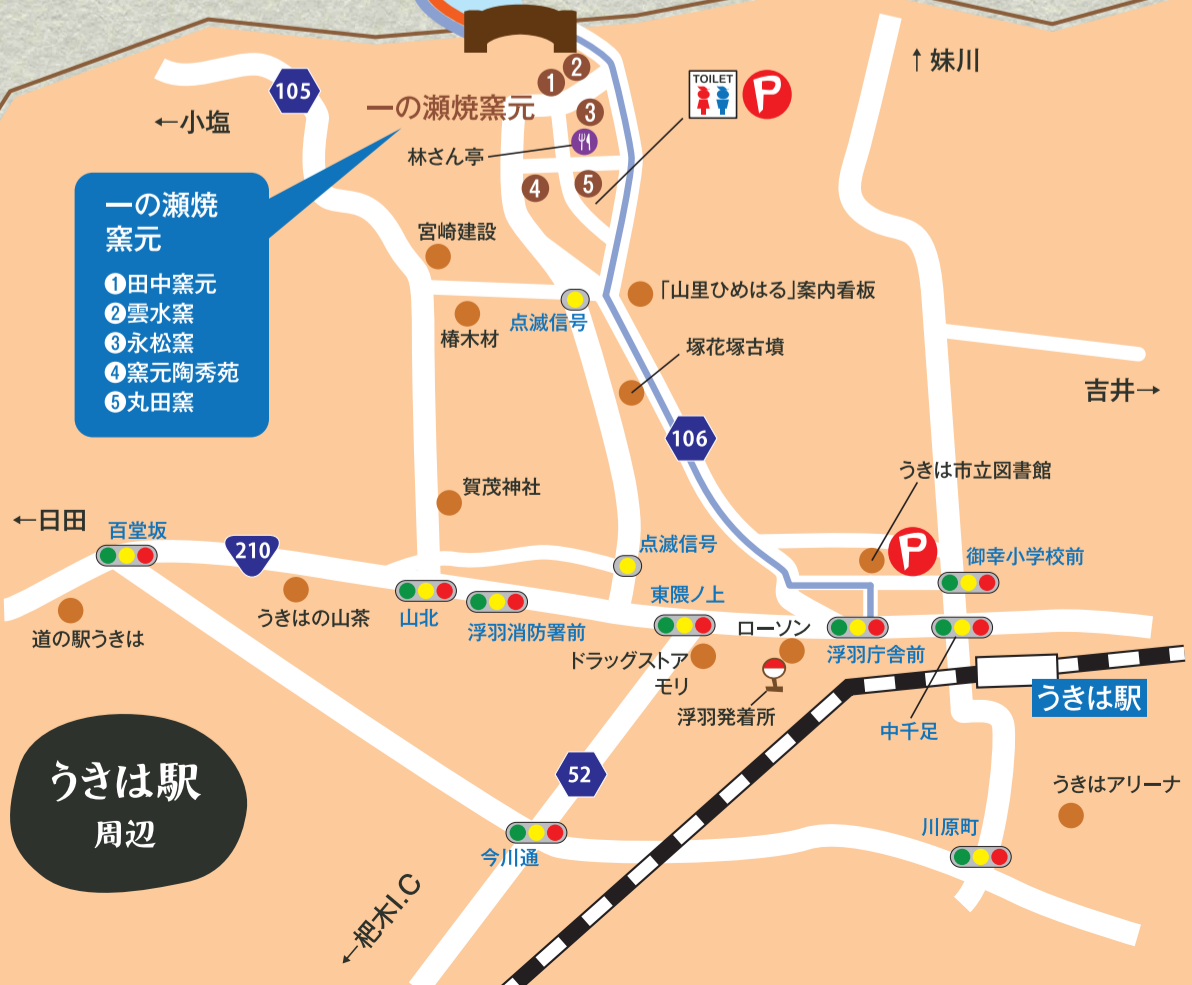 ↑妹川
TOILET
P
105
←小塩
2
1
一の瀬焼窯元
3
林さん亭
4
5
一の瀬焼
窯元
❶田中窯元
❷雲水窯
❸永松窯
❹窯元陶秀苑
❺丸田窯
宮崎建設
「山里ひめはる」案内看板
点滅信号
椿木材
塚花塚古墳
吉井→
106
うきは市立図書館
賀茂神社
←日田
百堂坂
210
点滅信号
P
御幸小学校前
東隈ノ上
うきはの山茶
山北
浮羽消防署前
ローソン
道の駅うきは
ドラッグストア
モリ
浮羽庁舎前
浮羽発着所
うきは駅
中千足
うきは駅
周辺
52
うきはアリーナ
川原町
今川通
←杷木I.C